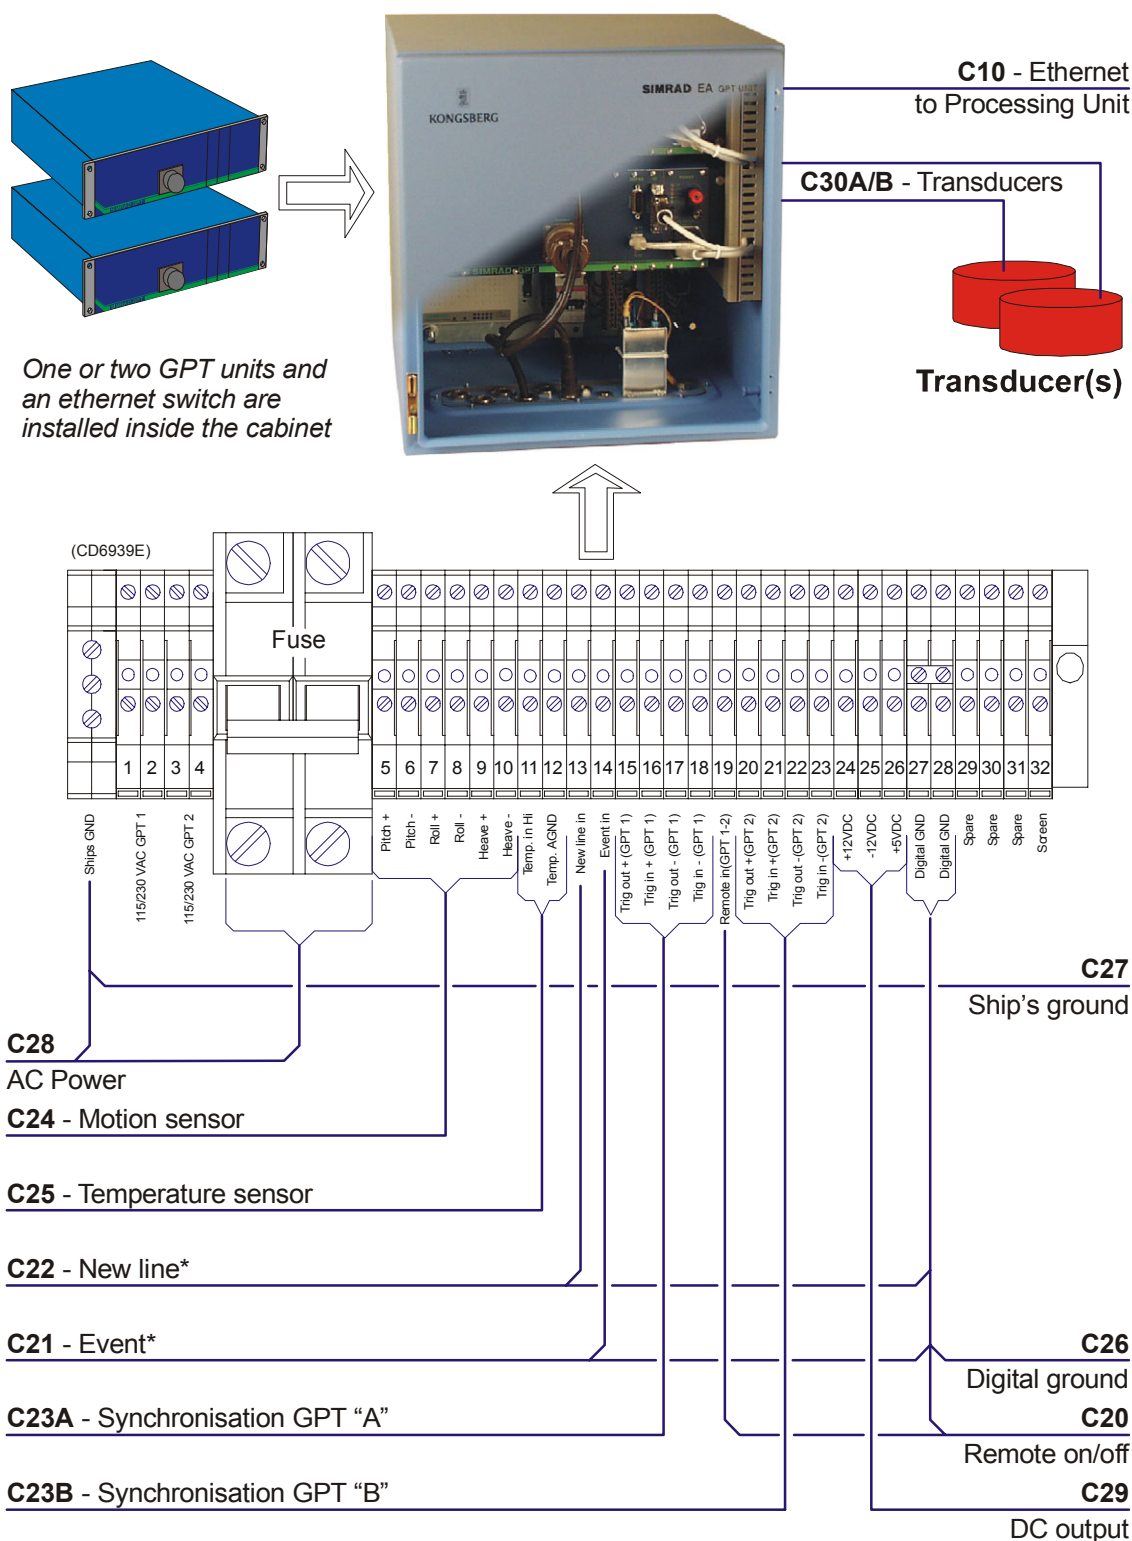 C10 - Ethernet
to Processing Unit
SIMRAD EA GPT UNIT
KONGSBERG
C30A/B - Transducers
SIMRAD GPT
One or two GPT units and
an ethernet switch are
installed inside the cabinet
Transducer(s)
(CD6939E)
Fuse
1 2 3 4 5 6 7 8 9 10 11 12 13 14 15 16 17 18 19 20 21 22 23 24 25 26 27 28 29 30 31 32
Ships GND
115/230 VAC GPT 1
115/230 VAC GPT 2
Pitch +
Pitch -
Roll +
Roll -
Heave +
Heave -
Temp. in Hi
Temp. AGND
New line in
Event in
Trig out + (GPT 1)
Trig in + (GPT 1)
Trig out - (GPT 1)
Trig in - (GPT 1)
Remote in(GPT 1-2)
Trig out +(GPT 2)
Trig in +(GPT 2)
Trig out -(GPT 2)
Trig in -(GPT 2)
+12VDC
-12VDC
+5VDC
Digital GND
Digital GND
Spare
Spare
Spare
Screen
C27
Ship's ground
C28
AC Power
C24 - Motion sensor
C25 - Temperature sensor
C22 - New line*
C21 - Event*
C26
Digital ground
C23A - Synchronisation GPT “A”
C20
Remote on/off
C23B - Synchronisation GPT “B”
C29
DC output